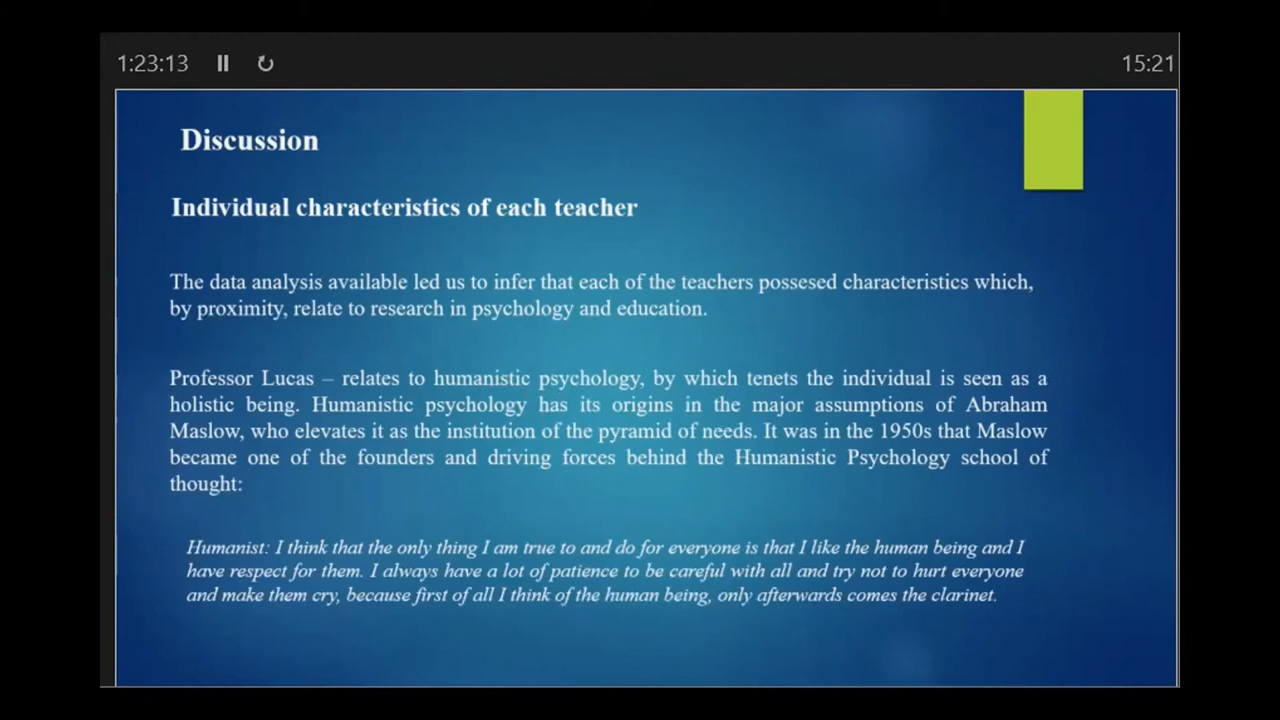 1:23:13
15:21
Discussion
Individual characteristics of each teacher
The data analysis available led us to infer that each of the teachers possesed characteristics which,
by proximity, relate to research in psychology and education.
Professor Lucas – relates to humanistic psychology, by which tenets the individual is seen as a
holistic being. Humanistic psychology has its origins in the major assumptions of Abraham
Maslow, who elevates it as the institution of the pyramid of needs. It was in the 1950s that Maslow
became one of the founders and driving forces behind the Humanistic Psychology school of
thought:
Humanist: I think that the only thing I am true to and do for everyone is that I like the human being and I
have respect for them. I always have a lot of patience to be careful with all and try not to hurt everyone
and make them cry, because first of all I think of the human being, only afterwards comes the clarinet.